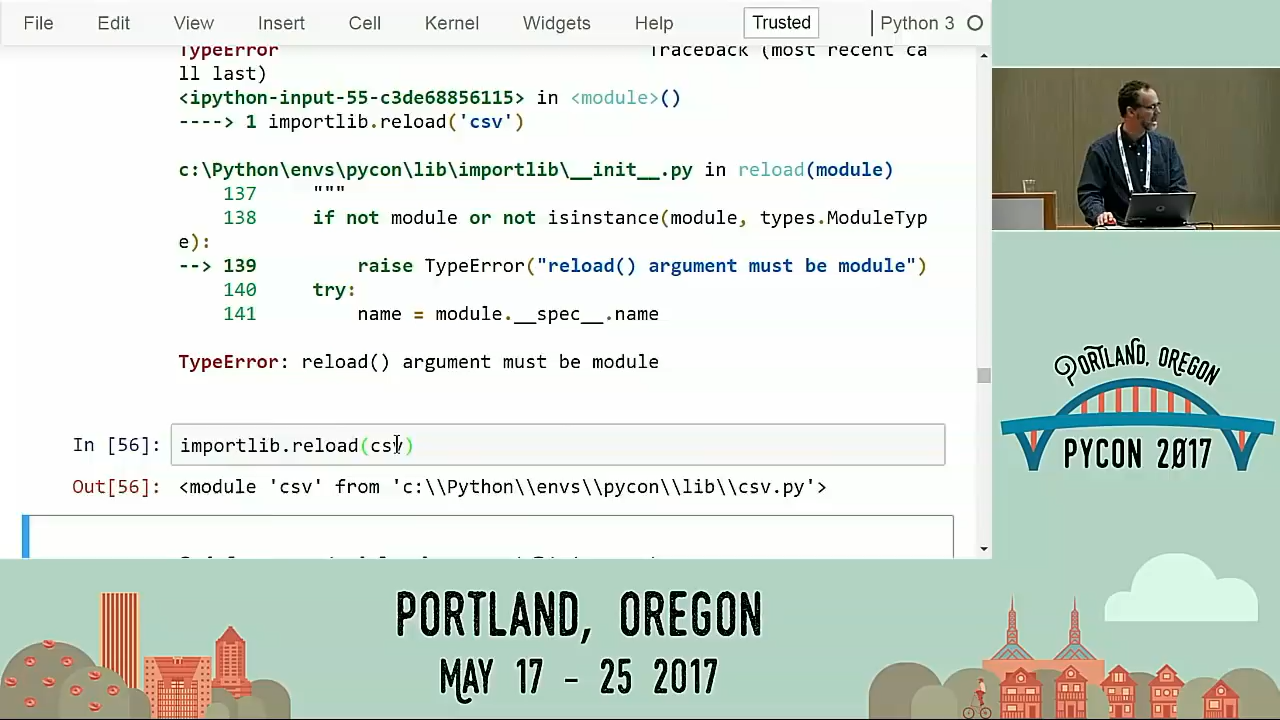 File Edit View Insert Cell Kernel Widgets Help Trusted Python 3
TypeError Traceback (most recent ca
ll last)
<ipython-input-55-c3de68856115> in <module>()
----> 1 importlib.reload('csv')
c:\Python\envs\pycon\lib\importlib\__init__.py in reload(module)
137 """
138 if not module or not isinstance(module, types.ModuleTyp
e):
--> 139 raise TypeError("reload() argument must be module")
140 try:
141 name = module.__spec__.name
TypeError: reload() argument must be module
In [56]: importlib.reload(csv)
Out[56]: <module 'csv' from 'c:\\Python\\envs\\pycon\\lib\\csv.py'>
PORTLAND, OREGON
PYCON 2017
PORTLAND, OREGON
MAY 17 - 25 2017